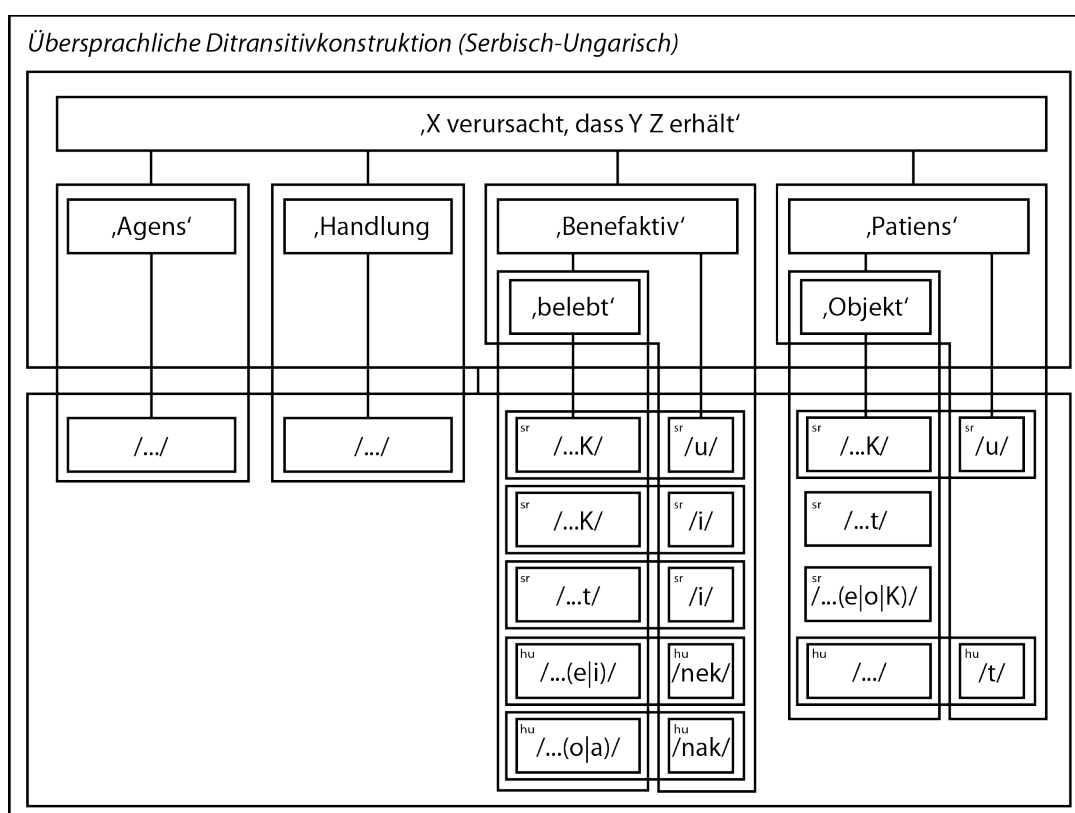 Übersprachliche Ditransitivkonstruktion (Serbisch-Ungarisch)
‚X verursacht, dass Y Z erhält‘
‚Agens‘ ‚Handlung ‚Benefaktiv‘ ‚Patiens‘
‚belebt‘ ‚Objekt‘
/.../ /.../ sr /...K/ sr /u/ sr /...K/ sr /u/
sr /...K/ sr /i/ sr /...t/
sr /...t/ sr /i/ sr /...(e|o|K)/
hu /...(e|i)/ hu /nek/ hu /.../ hu /t/
hu /...(o|a)/ hu /nak/